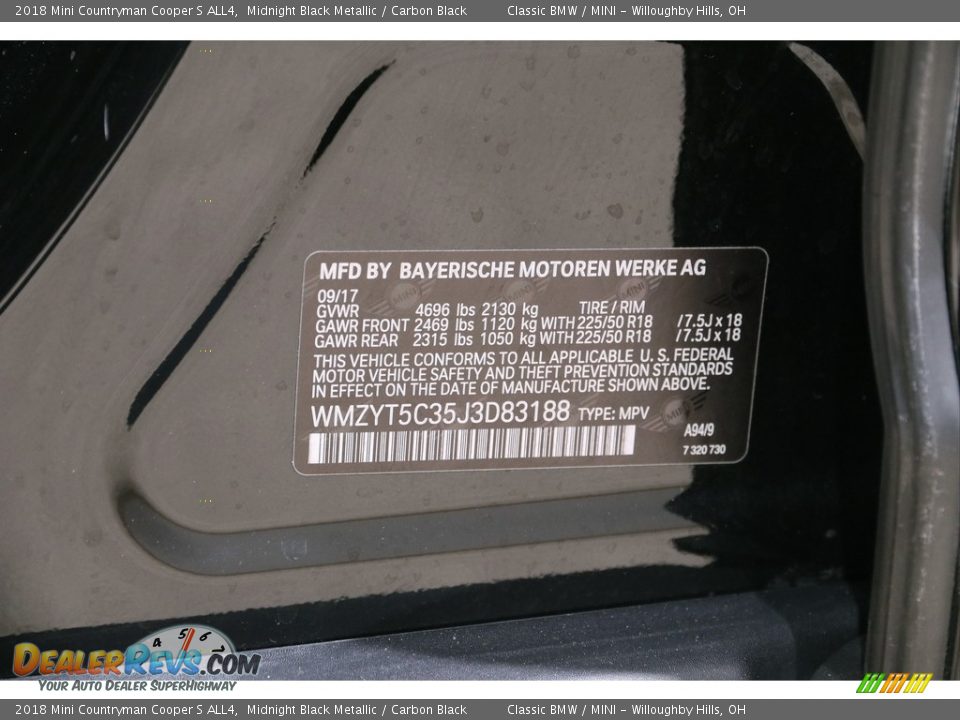 2018 Mini Countryman Cooper S ALL4, Midnight Black Metallic / Carbon Black Classic BMW / MINI - Willoughby Hills, OH
MFD BY BAYERISCHE MOTOREN WERKE AG
09/17
GVWR 4696 lbs 2130 kg TIRE / RIM
GAWR FRONT 2469 lbs 1120 kg WITH 225/50 R18 /7.5J x 18
GAWR REAR 2315 lbs 1050 kg WITH 225/50 R18 /7.5J x 18
THIS VEHICLE CONFORMS TO ALL APPLICABLE U. S. FEDERAL
MOTOR VEHICLE SAFETY AND THEFT PREVENTION STANDARDS
IN EFFECT ON THE DATE OF MANUFACTURE SHOWN ABOVE.
WMZYT5C35J3D83188 TYPE: MPV
MINI
A94/9
7 320 730
4 5 6 7
DEALERREVS.COM
YOUR AUTO DEALER SUPERHIGHWAY
2018 Mini Countryman Cooper S ALL4, Midnight Black Metallic / Carbon Black Classic BMW / MINI - Willoughby Hills, OH